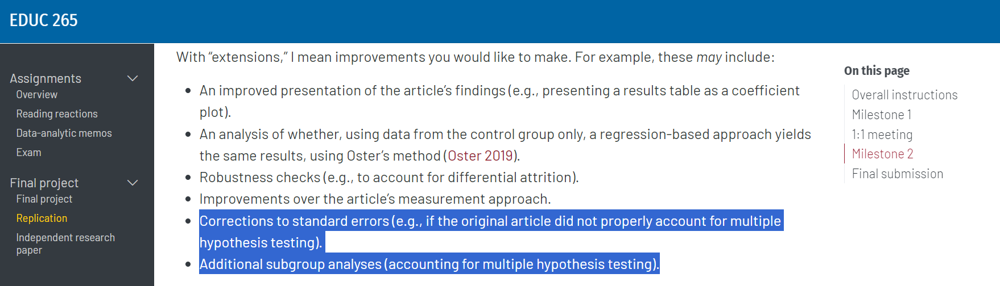 EDUC 265
Assignments
Overview
Reading reactions
Data-analytic memos
Exam
Final project
Final project
Replication
Independent research
paper
With “extensions,” I mean improvements you would like to make. For example, these may include:
An improved presentation of the article’s findings (e.g., presenting a results table as a coefficient
plot).
An analysis of whether, using data from the control group only, a regression-based approach yields
the same results, using Oster’s method (Oster 2019).
Robustness checks (e.g., to account for differential attrition).
Improvements over the article’s measurement approach.
Corrections to standard errors (e.g., if the original article did not properly account for multiple
hypothesis testing).
Additional subgroup analyses (accounting for multiple hypothesis testing).
On this page
Overall instructions
Milestone 1
1:1 meeting
Milestone 2
Final submission